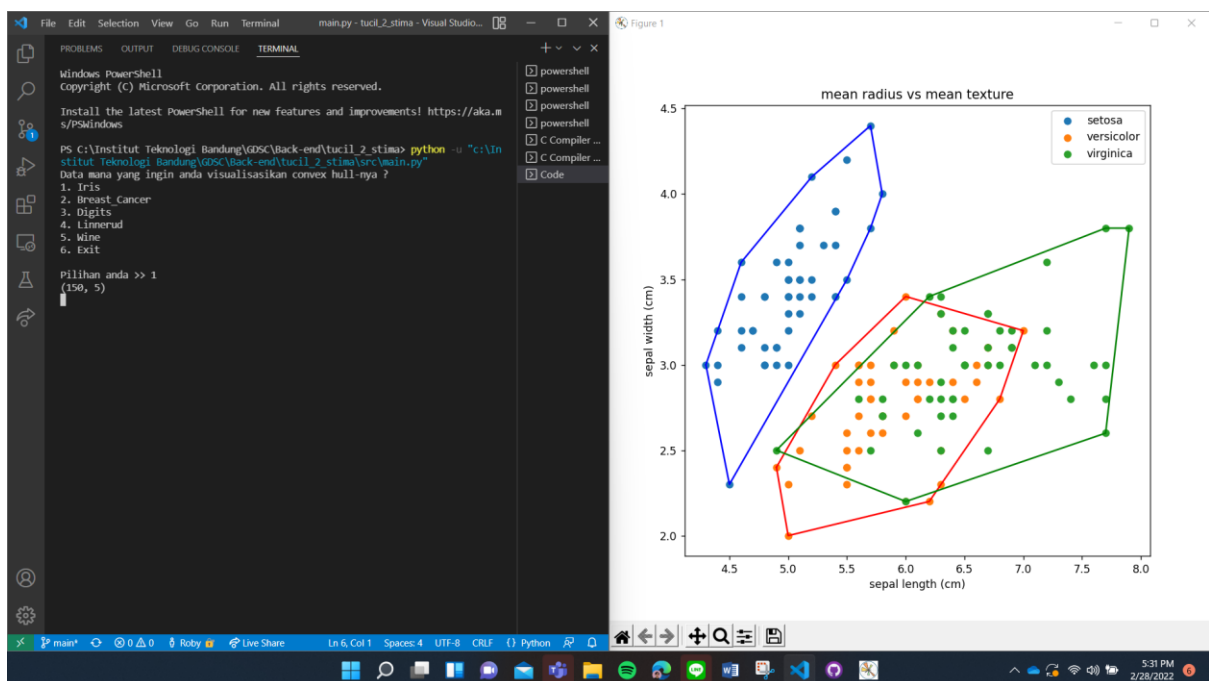 File Edit Selection View Go Run Terminal main.py - tucil_2_stima - Visual Studio...
PROBLEMS OUTPUT DEBUG CONSOLE TERMINAL
Windows PowerShell
Copyright (C) Microsoft Corporation. All rights reserved.
Install the latest PowerShell for new features and improvements! https://aka.m
s/PSWindows
PS C:\Institut Teknologi Bandung\GDSC\Back-end\tucil_2_stima> python -u "c:\In
stitut Teknologi Bandung\GDSC\Back-end\tucil_2_stima\src\main.py"
Data mana yang ingin anda visualisasikan convex hull-nya ?
1. Iris
2. Breast_Cancer
3. Digits
4. Linnerud
5. Wine
6. Exit
Pilihan anda >> 1
(150, 5)
powershell
powershell
powershell
powershell
C Compiler ...
C Compiler ...
Code
1
main* 0 0 Roby Live Share Ln 6, Col 1 Spaces: 4 UTF-8 CRLF {} Python
Figure 1
mean radius vs mean texture
setosa
versicolor
virginica
sepal width (cm)
4.5
4.0
3.5
3.0
2.5
2.0
4.5 5.0 5.5 6.0 6.5 7.0 7.5 8.0
sepal length (cm)
5:31 PM
2/28/2022
6